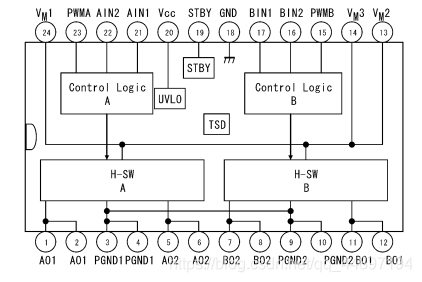 VM1 PWMA AIN2 AIN1 Vcc STBY GND BIN1 BIN2 PWMB VM3 VM2
24 23 22 21 20 19 18 17 16 15 14 13
Control Logic
A
STBY
Control Logic
B
UVLO
TSD
H-SW
A
H-SW
B
1 2 3 4 5 6 7 8 9 10 11 12
AO1 AO1 PGND1 PGND1 AO2 AO2 BO2 BO2 PGND2 PGND2 BO1 BO1